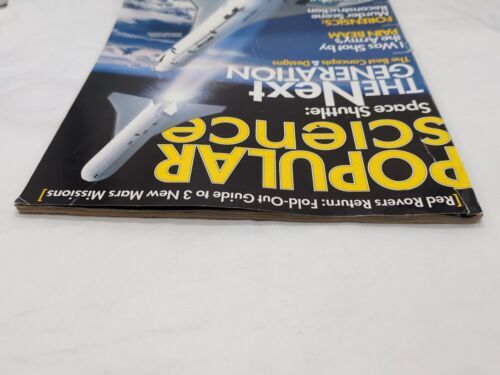 [Red Rovers Return: Fold-Out Guide to 3 New Mars Missions]
POPULAR
SCIENCE
Space Shuttle:
THE NEXT
GENERATION
The Best Concepts & Designs
I Was Shot by
the Army's
PAIN BEAM
FORENSICS:
Murder Scene
Reconstruction